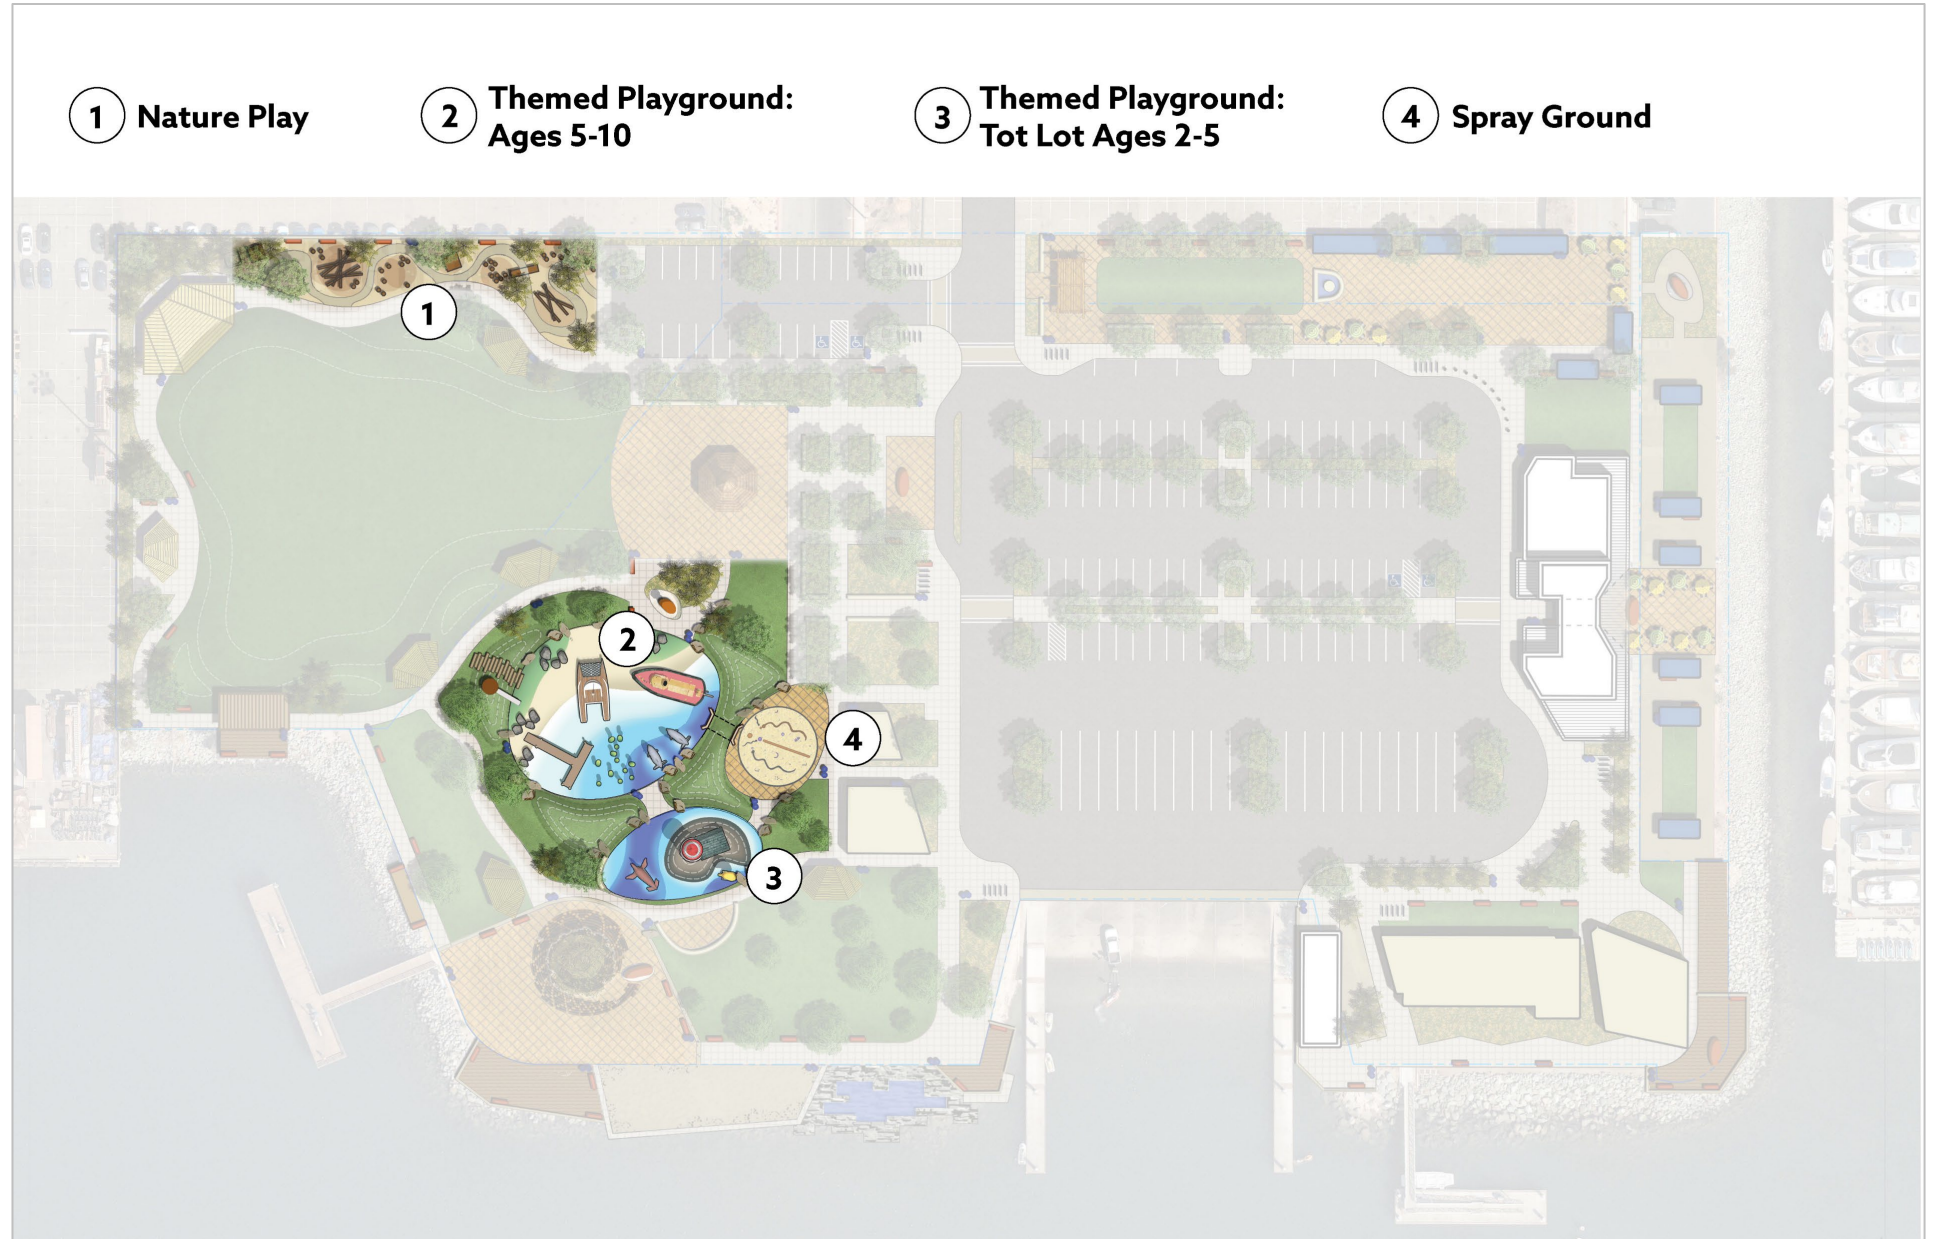 1 Nature Play
2 Themed Playground:
Ages 5-10
3 Themed Playground:
Tot Lot Ages 2-5
4 Spray Ground
1
2
4
3